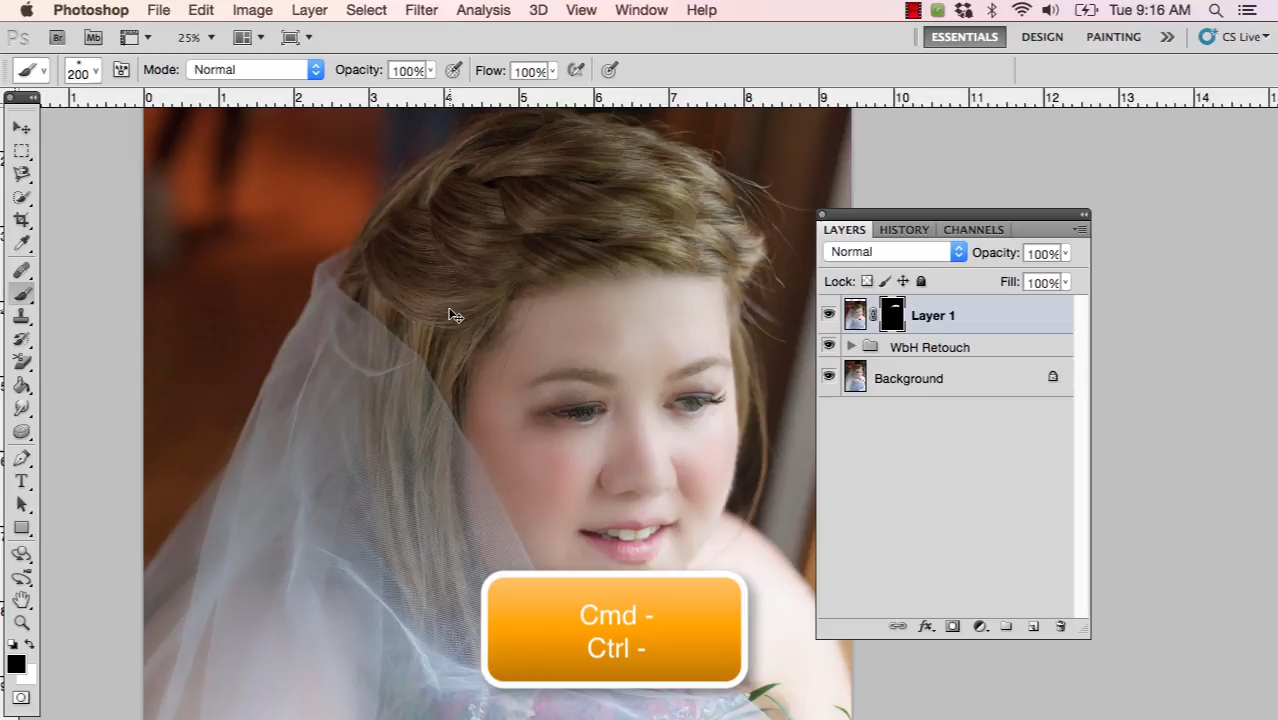 Photoshop File Edit Image Layer Select Filter Analysis 3D View Window Help Tue 9:16 AM
Ps Br Mb 25% ESSENTIALS DESIGN PAINTING CS Live
200 Mode: Normal Opacity: 100% Flow: 100%
1 0 1 2 3 4 5 6 7 8 9 10 11 12 13 14 15
LAYERS HISTORY CHANNELS
Normal Opacity: 100%
Lock: Fill: 100%
Layer 1
WbH Retouch
Background
Cmd -
Ctrl -